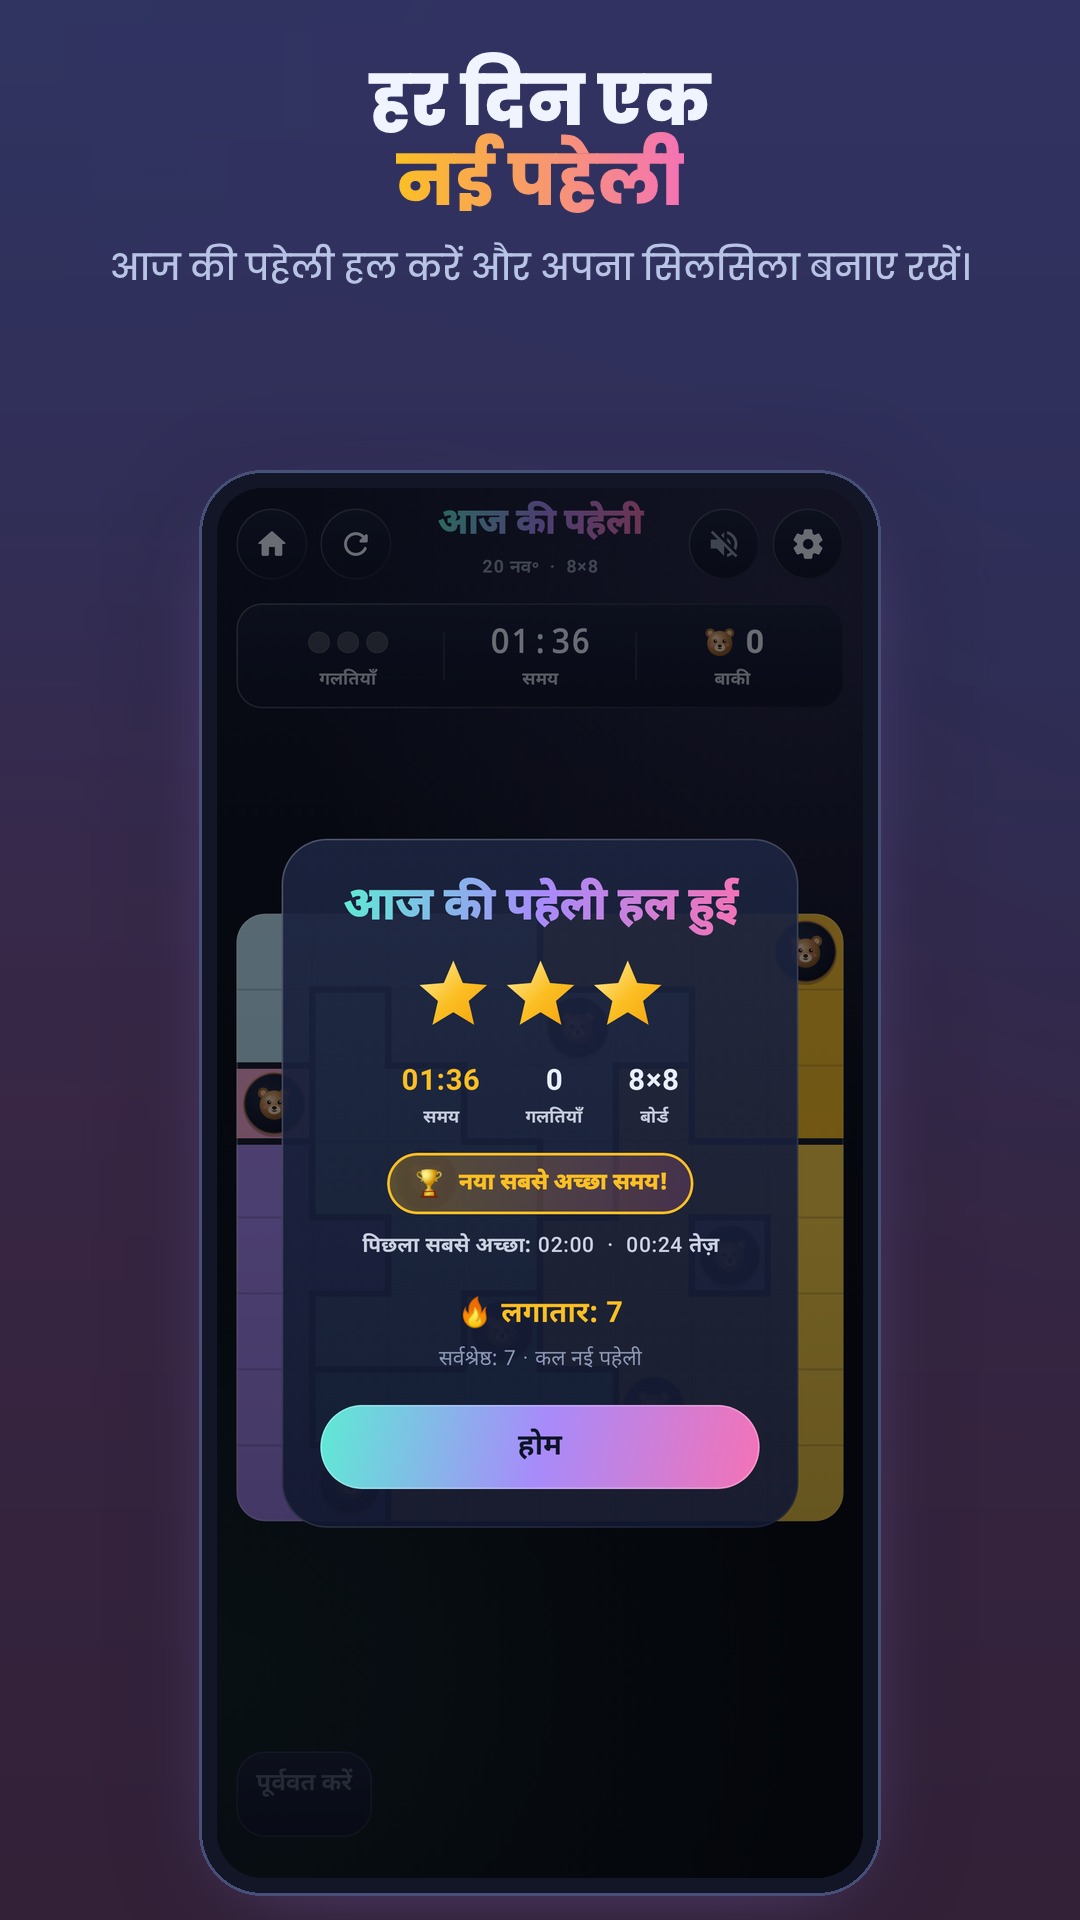 हर दिन एक
नई पहेली
आज की पहेली हल करें और अपना सिलसिला बनाए रखें।
आज की पहेली
20 नव॰ · 8×8
01:36
0
गलतियाँ
समय
बाकी
आज की पहेली हल हुई
01:36
0
8×8
समय
गलतियाँ
बोर्ड
नया सबसे अच्छा समय!
पिछला सबसे अच्छा: 02:00 · 00:24 तेज़
लगातार: 7
सर्वश्रेष्ठ: 7 · कल नई पहेली
होम
पूर्ववत करें